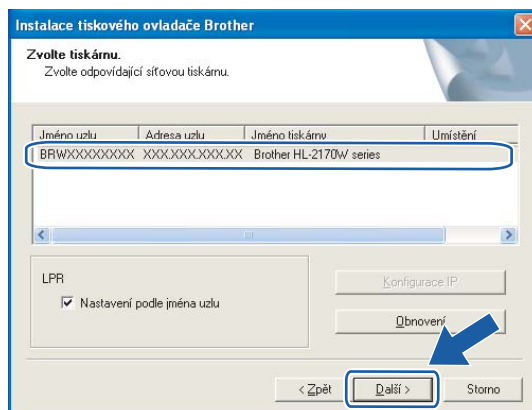 Instalace tiskového ovladače Brother
Zvolte tiskárnu.
Zvolte odpovídající síťovou tiskárnu.
Jméno uzlu Adresa uzlu Jméno tiskárny Umístění
BRWXXXXXXXX XXX.XXX.XXX.XX Brother HL-2170W series
LPR
Nastavení podle jména uzlu
Konfigurace IP
Obnovení
< Zpět Další > Storno